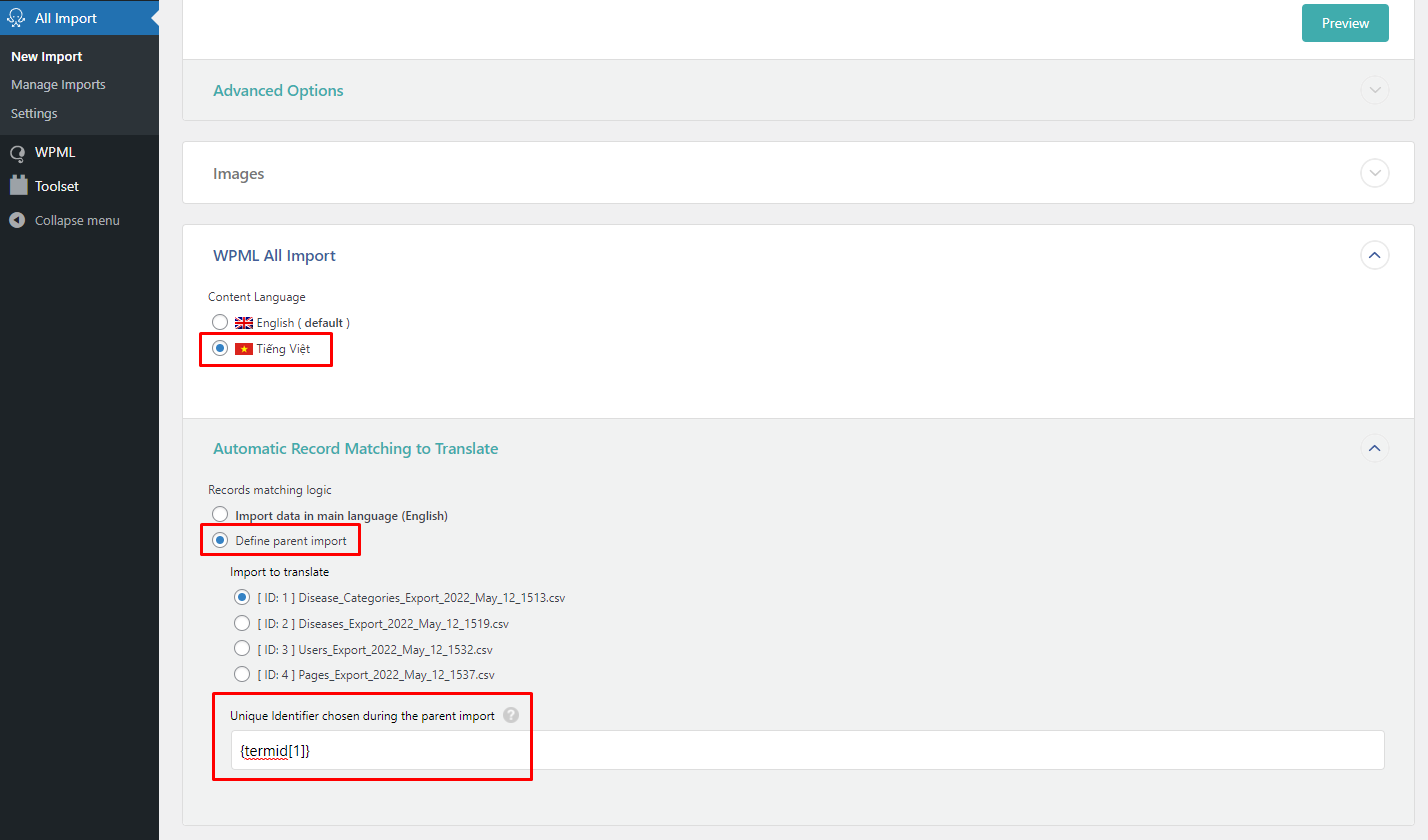 All Import
New Import
Manage Imports
Settings
WPML
Toolset
Collapse menu
Preview
Advanced Options
Images
WPML All Import
Content Language
English ( default )
Tiếng Việt
Automatic Record Matching to Translate
Records matching logic
Import data in main language (English)
Define parent import
Import to translate
[ ID: 1 ] Disease_Categories_Export_2022_May_12_1513.csv
[ ID: 2 ] Diseases_Export_2022_May_12_1519.csv
[ ID: 3 ] Users_Export_2022_May_12_1532.csv
[ ID: 4 ] Pages_Export_2022_May_12_1537.csv
Unique Identifier chosen during the parent import ?
{termid[1]}